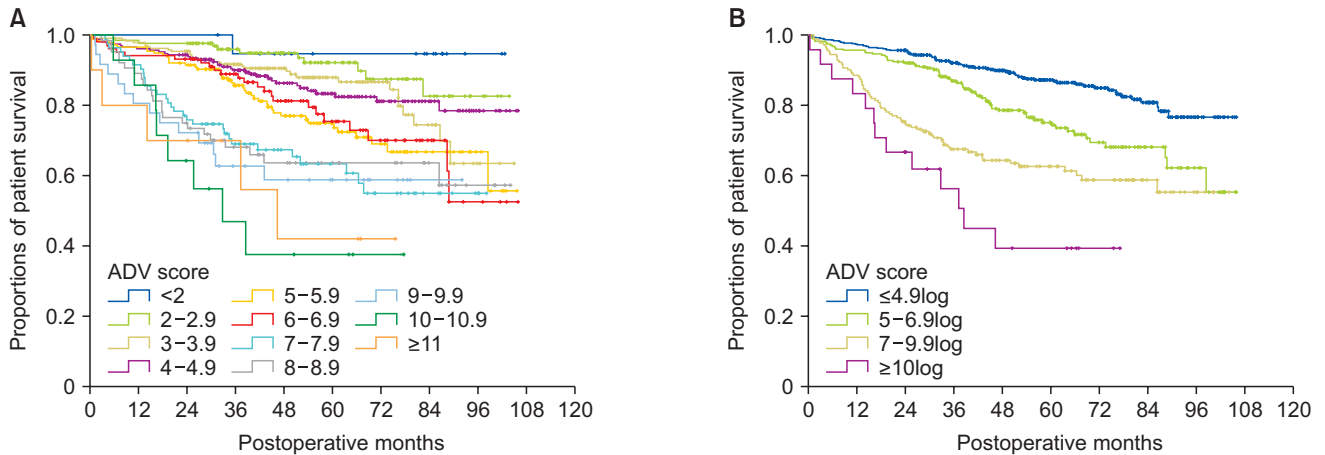 A
Proportions of patient survival
1.0
0.8
0.6
0.4
0.2
0
ADV score
<2
2−2.9
3−3.9
4−4.9
5−5.9
6−6.9
7−7.9
8−8.9
9−9.9
10−10.9
≥11
0 12 24 36 48 60 72 84 96 108 120
Postoperative months
B
Proportions of patient survival
1.0
0.8
0.6
0.4
0.2
0
ADV score
≤4.9log
5−6.9log
7−9.9log
≥10log
0 12 24 36 48 60 72 84 96 108 120
Postoperative months